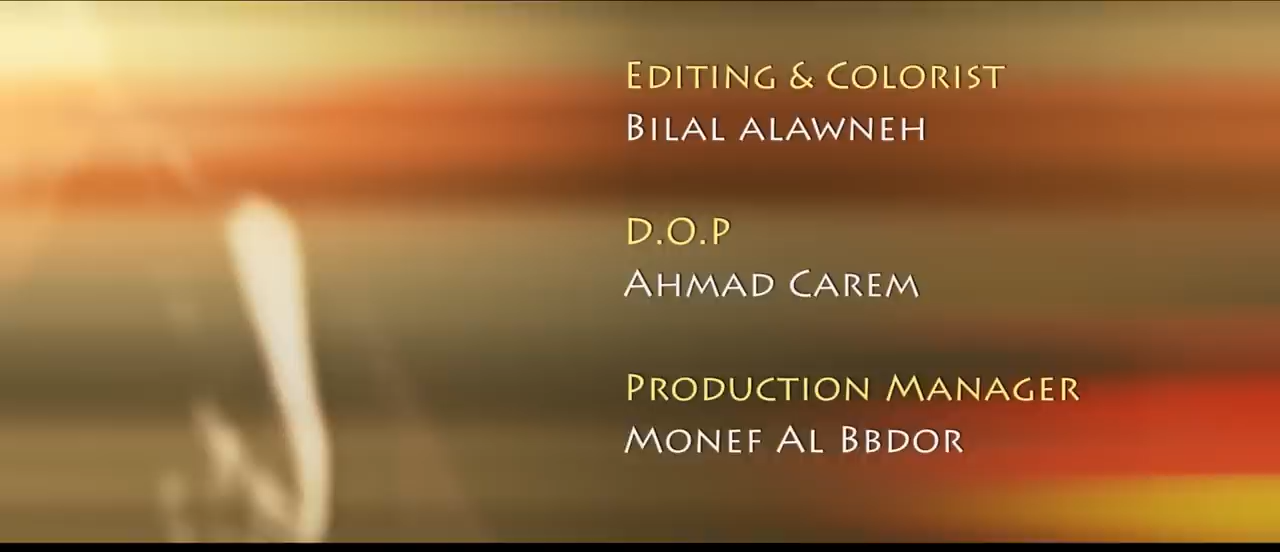 Editing & Colorist
Bilal alawneh
D.O.P
Ahmad Carem
Production Manager
Monef Al Bbdor